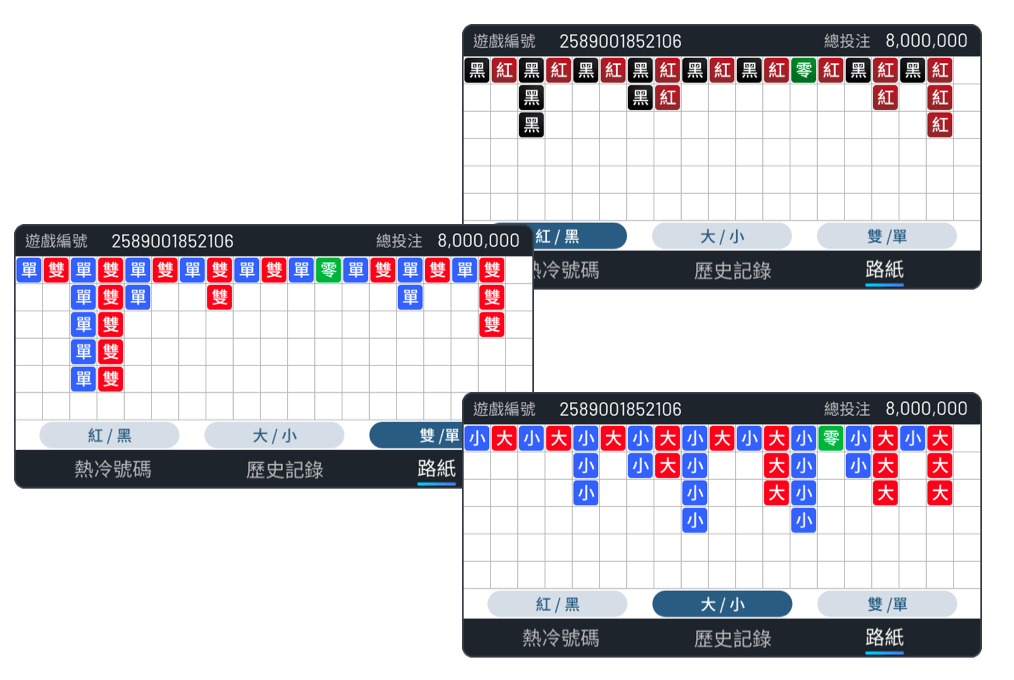 遊戲編號 2589001852106 總投注 8,000,000
黑 紅 黑 紅 黑 紅 黑 紅 黑 紅 黑 紅 零 紅 黑 紅 黑 紅
黑 黑 紅 紅 紅
黑 紅
紅 / 黑 大 / 小 雙 /單
熱冷號碼 歷史記錄 路紙
遊戲編號 2589001852106 總投注 8,000,000
單 雙 單 雙 單 雙 單 雙 單 雙 單 零 單 雙 單 雙 單 雙
單 雙 單 雙 單 雙
單 雙 雙
單 雙
單 雙
紅 / 黑 大 / 小 雙 /單
熱冷號碼 歷史記錄 路紙
遊戲編號 2589001852106 總投注 8,000,000
小 大 小 大 小 大 小 大 小 大 小 大 小 零 小 大 小 大
小 小 大 小 大 小 小 大 大
小 小 大 小 大 大
小 小
紅 / 黑 大 / 小 雙 /單
熱冷號碼 歷史記錄 路紙